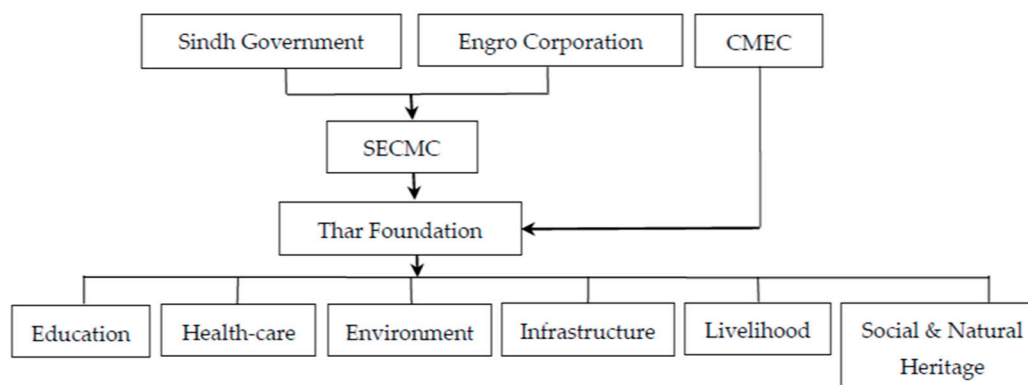 Sindh Government
Engro Corporation
CMEC
SECMC
Thar Foundation
Education
Health-care
Environment
Infrastructure
Livelihood
Social & Natural
Heritage